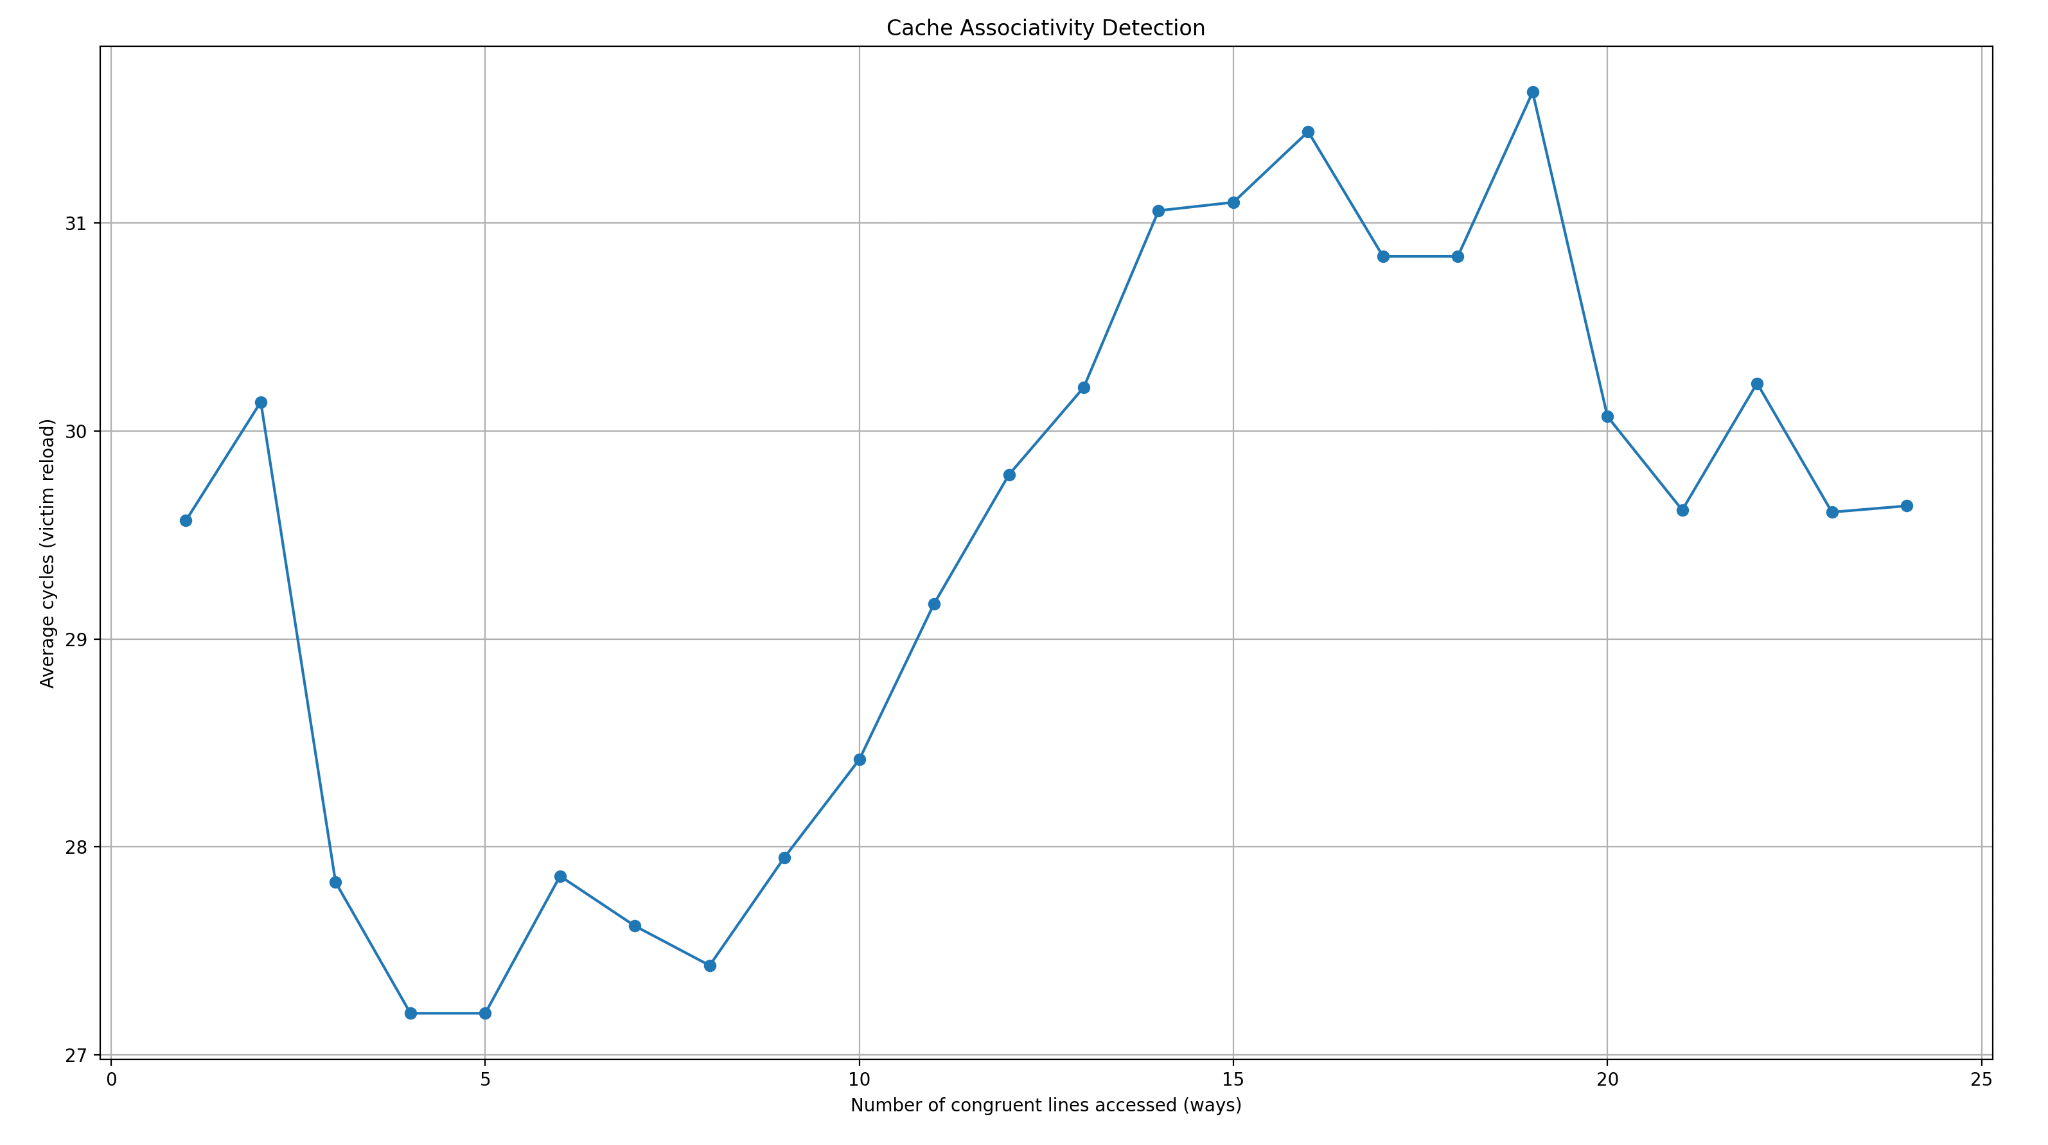 Cache Associativity Detection
Average cycles (victim reload)
31
30
29
28
27
0 5 10 15 20 25
Number of congruent lines accessed (ways)